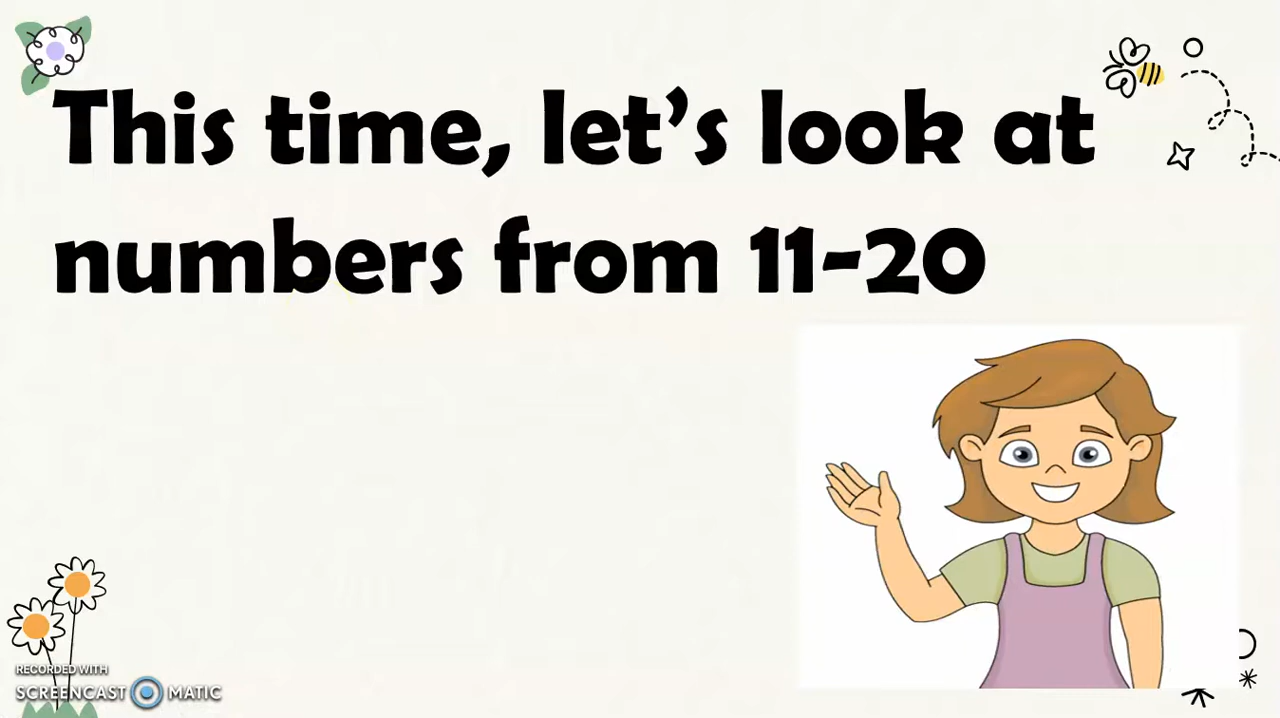 This time, let's look at
numbers from 11-20
RECORDED WITH
SCREENCAST MATIC